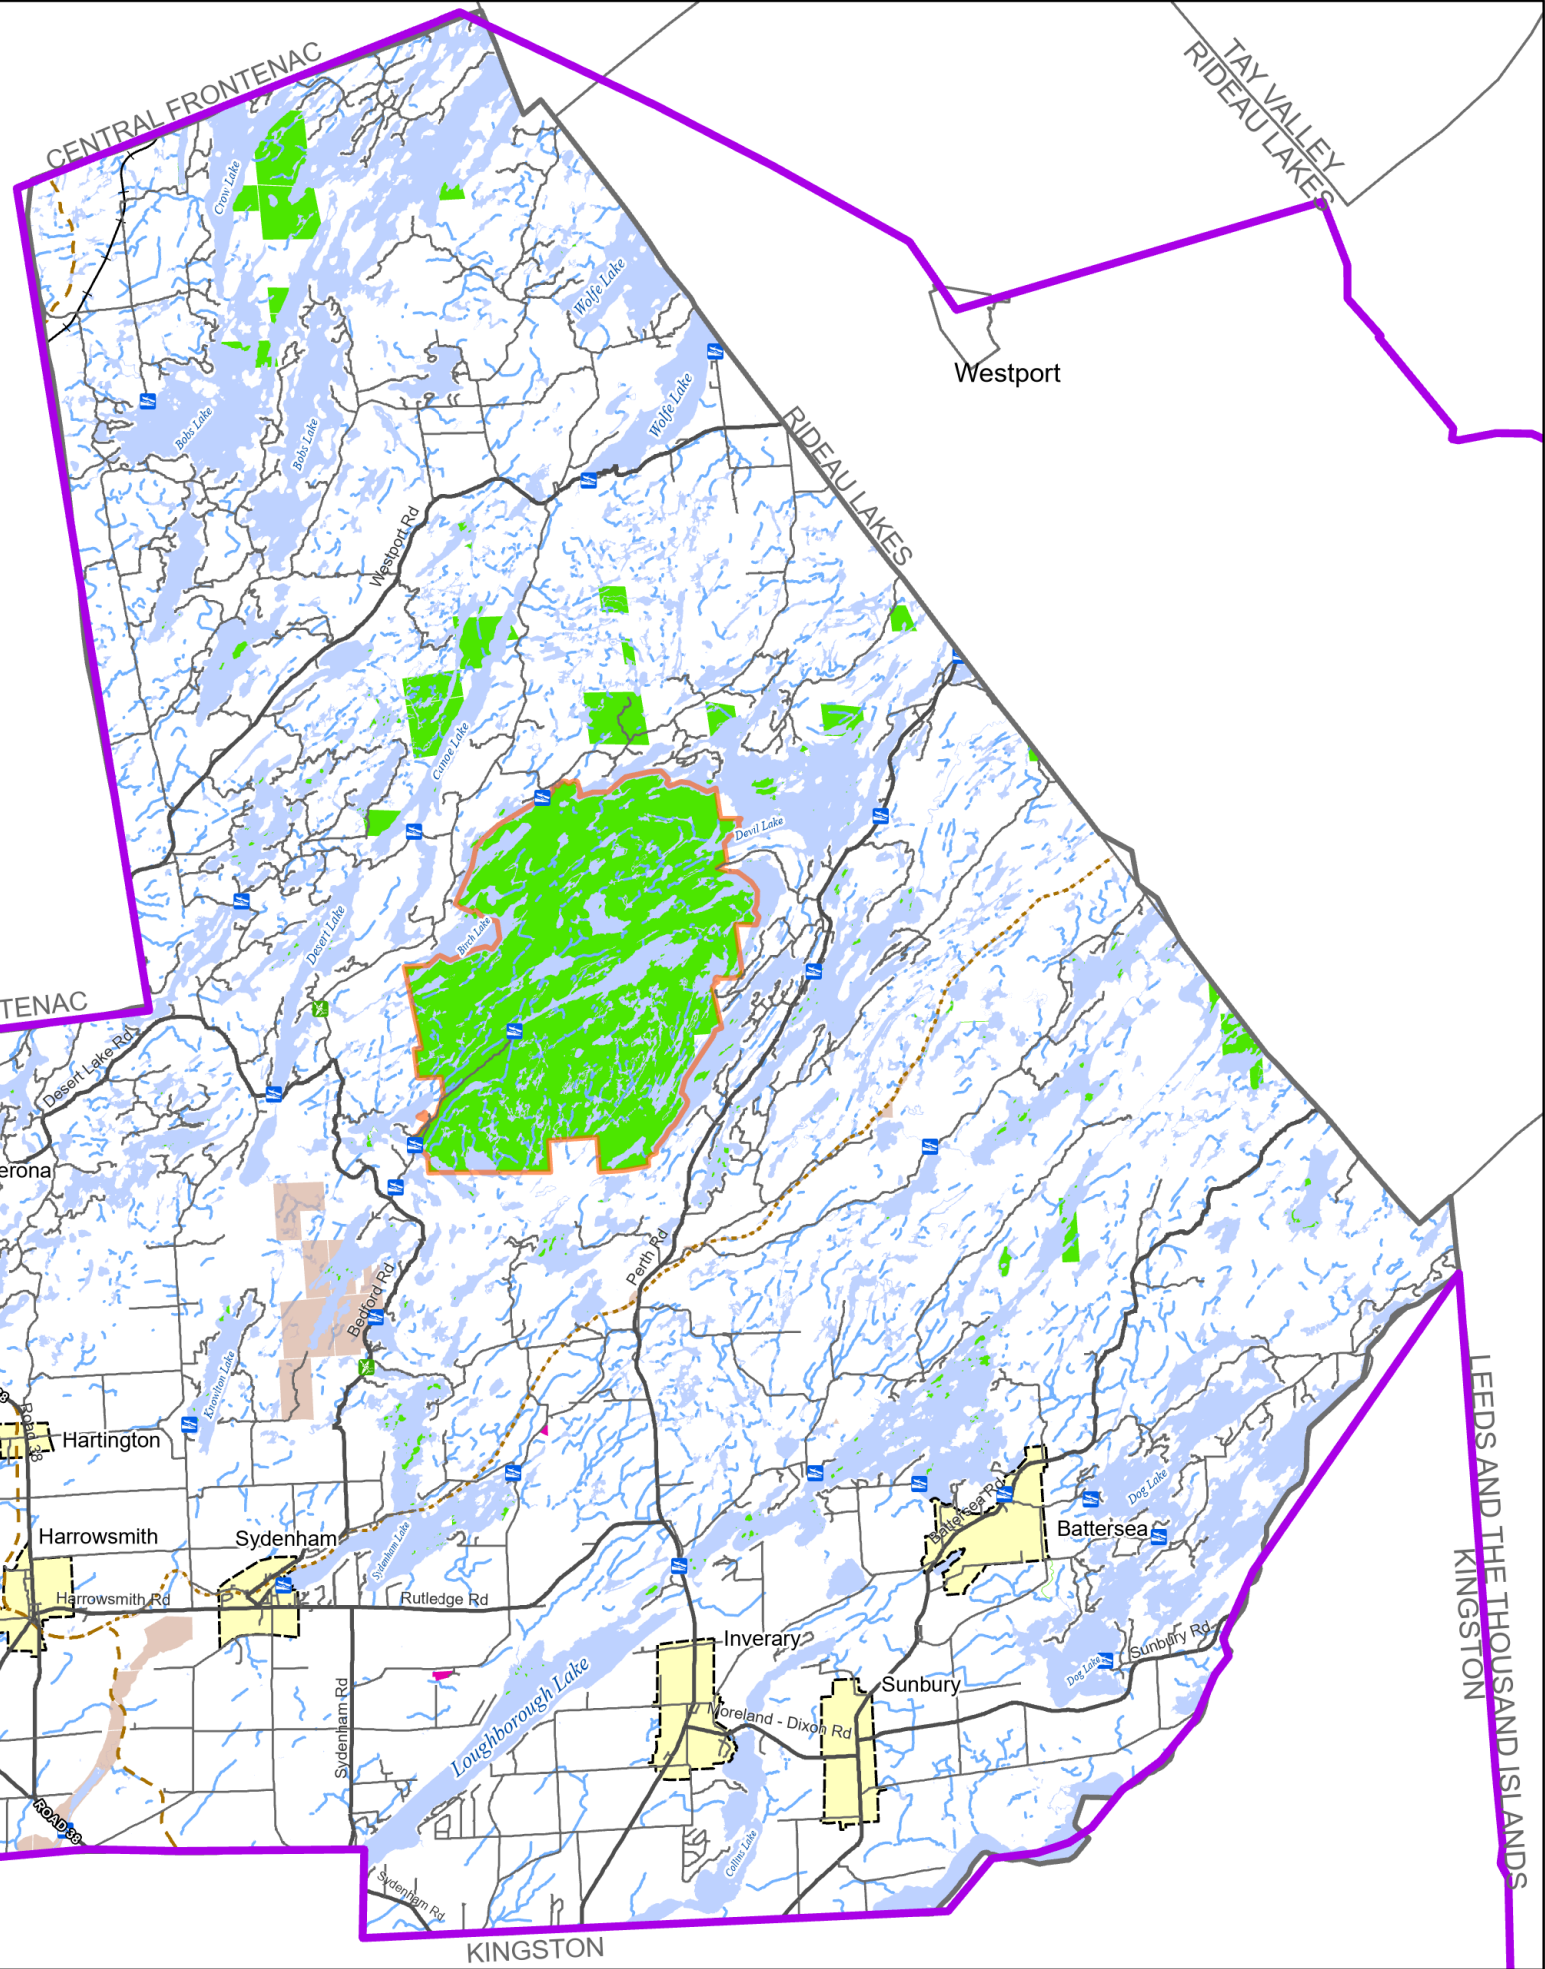 CENTRAL FRONTENAC
TAY VALLEY
RIDEAU LAKES
Crow Lake
Wolfe Lake
Westport
Wolfe Lake
Bobs Lake
Bobs Lake
RIDEAU LAKES
Westport Rd
Canoe Lake
Devil Lake
Desert Lake
Birch Lake
TENAC
Desert Lake Rd
erona
Perth Rd
Bedford Rd
Knowlton Lake
38
Road 38
Hartington
LEEDS AND THE THOUSAND ISLANDS
KINGSTON
Dog Lake
Battersea Rd
Battersea
Harrowsmith
Sydenham
Sydenham Lake
Harrowsmith Rd
Rutledge Rd
Inverary
Sunbury Rd
Dog Lake
Sunbury
Loughborough Lake
Moreland - Dixon Rd
Sydenham Rd
ROAD 38
Collins Lake
Sydenham Rd
KINGSTON